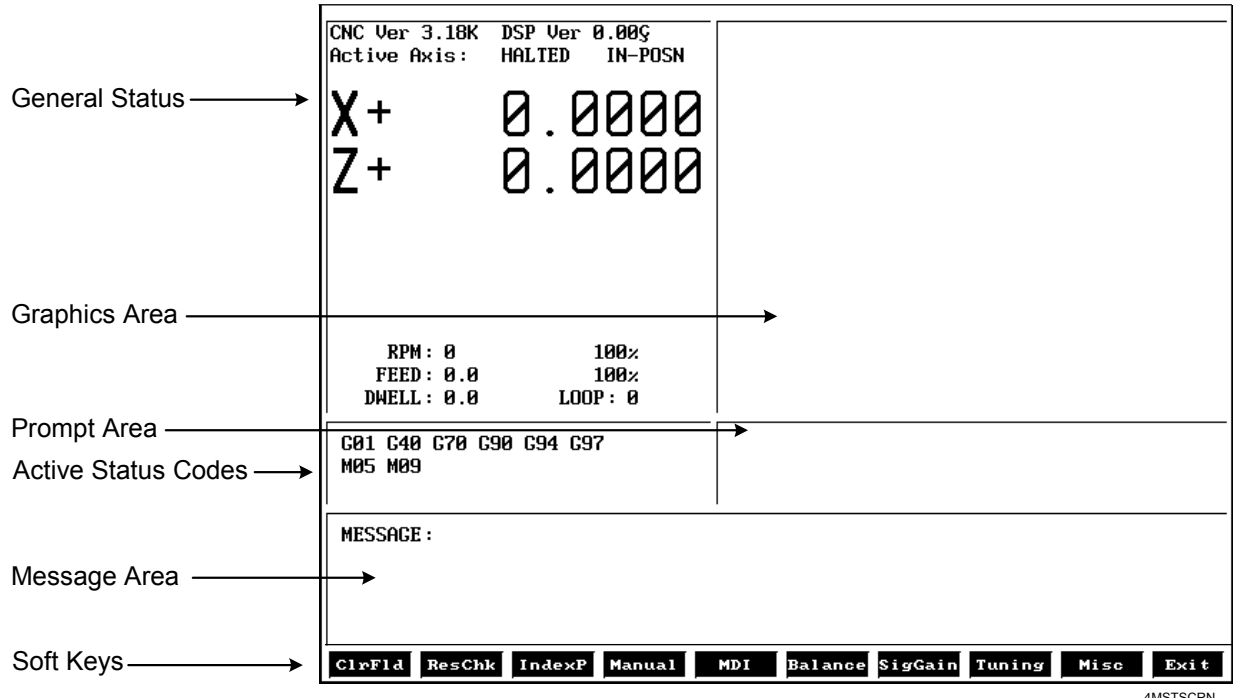 CNC Ver 3.18K DSP Ver 0.00Ç
Active Axis: HALTED IN-POSN
General Status
X+ 0.0000
Z+ 0.0000
Graphics Area
RPM: 0 100%
FEED: 0.0 100%
DWELL: 0.0 LOOP: 0
Prompt Area
G01 G40 G70 G90 G94 G97
Active Status Codes
M05 M09
MESSAGE:
Message Area
Soft Keys
ClrFld ResChk IndexP Manual MDI Balance SigGain Tuning Misc Exit
4MSTSCRN